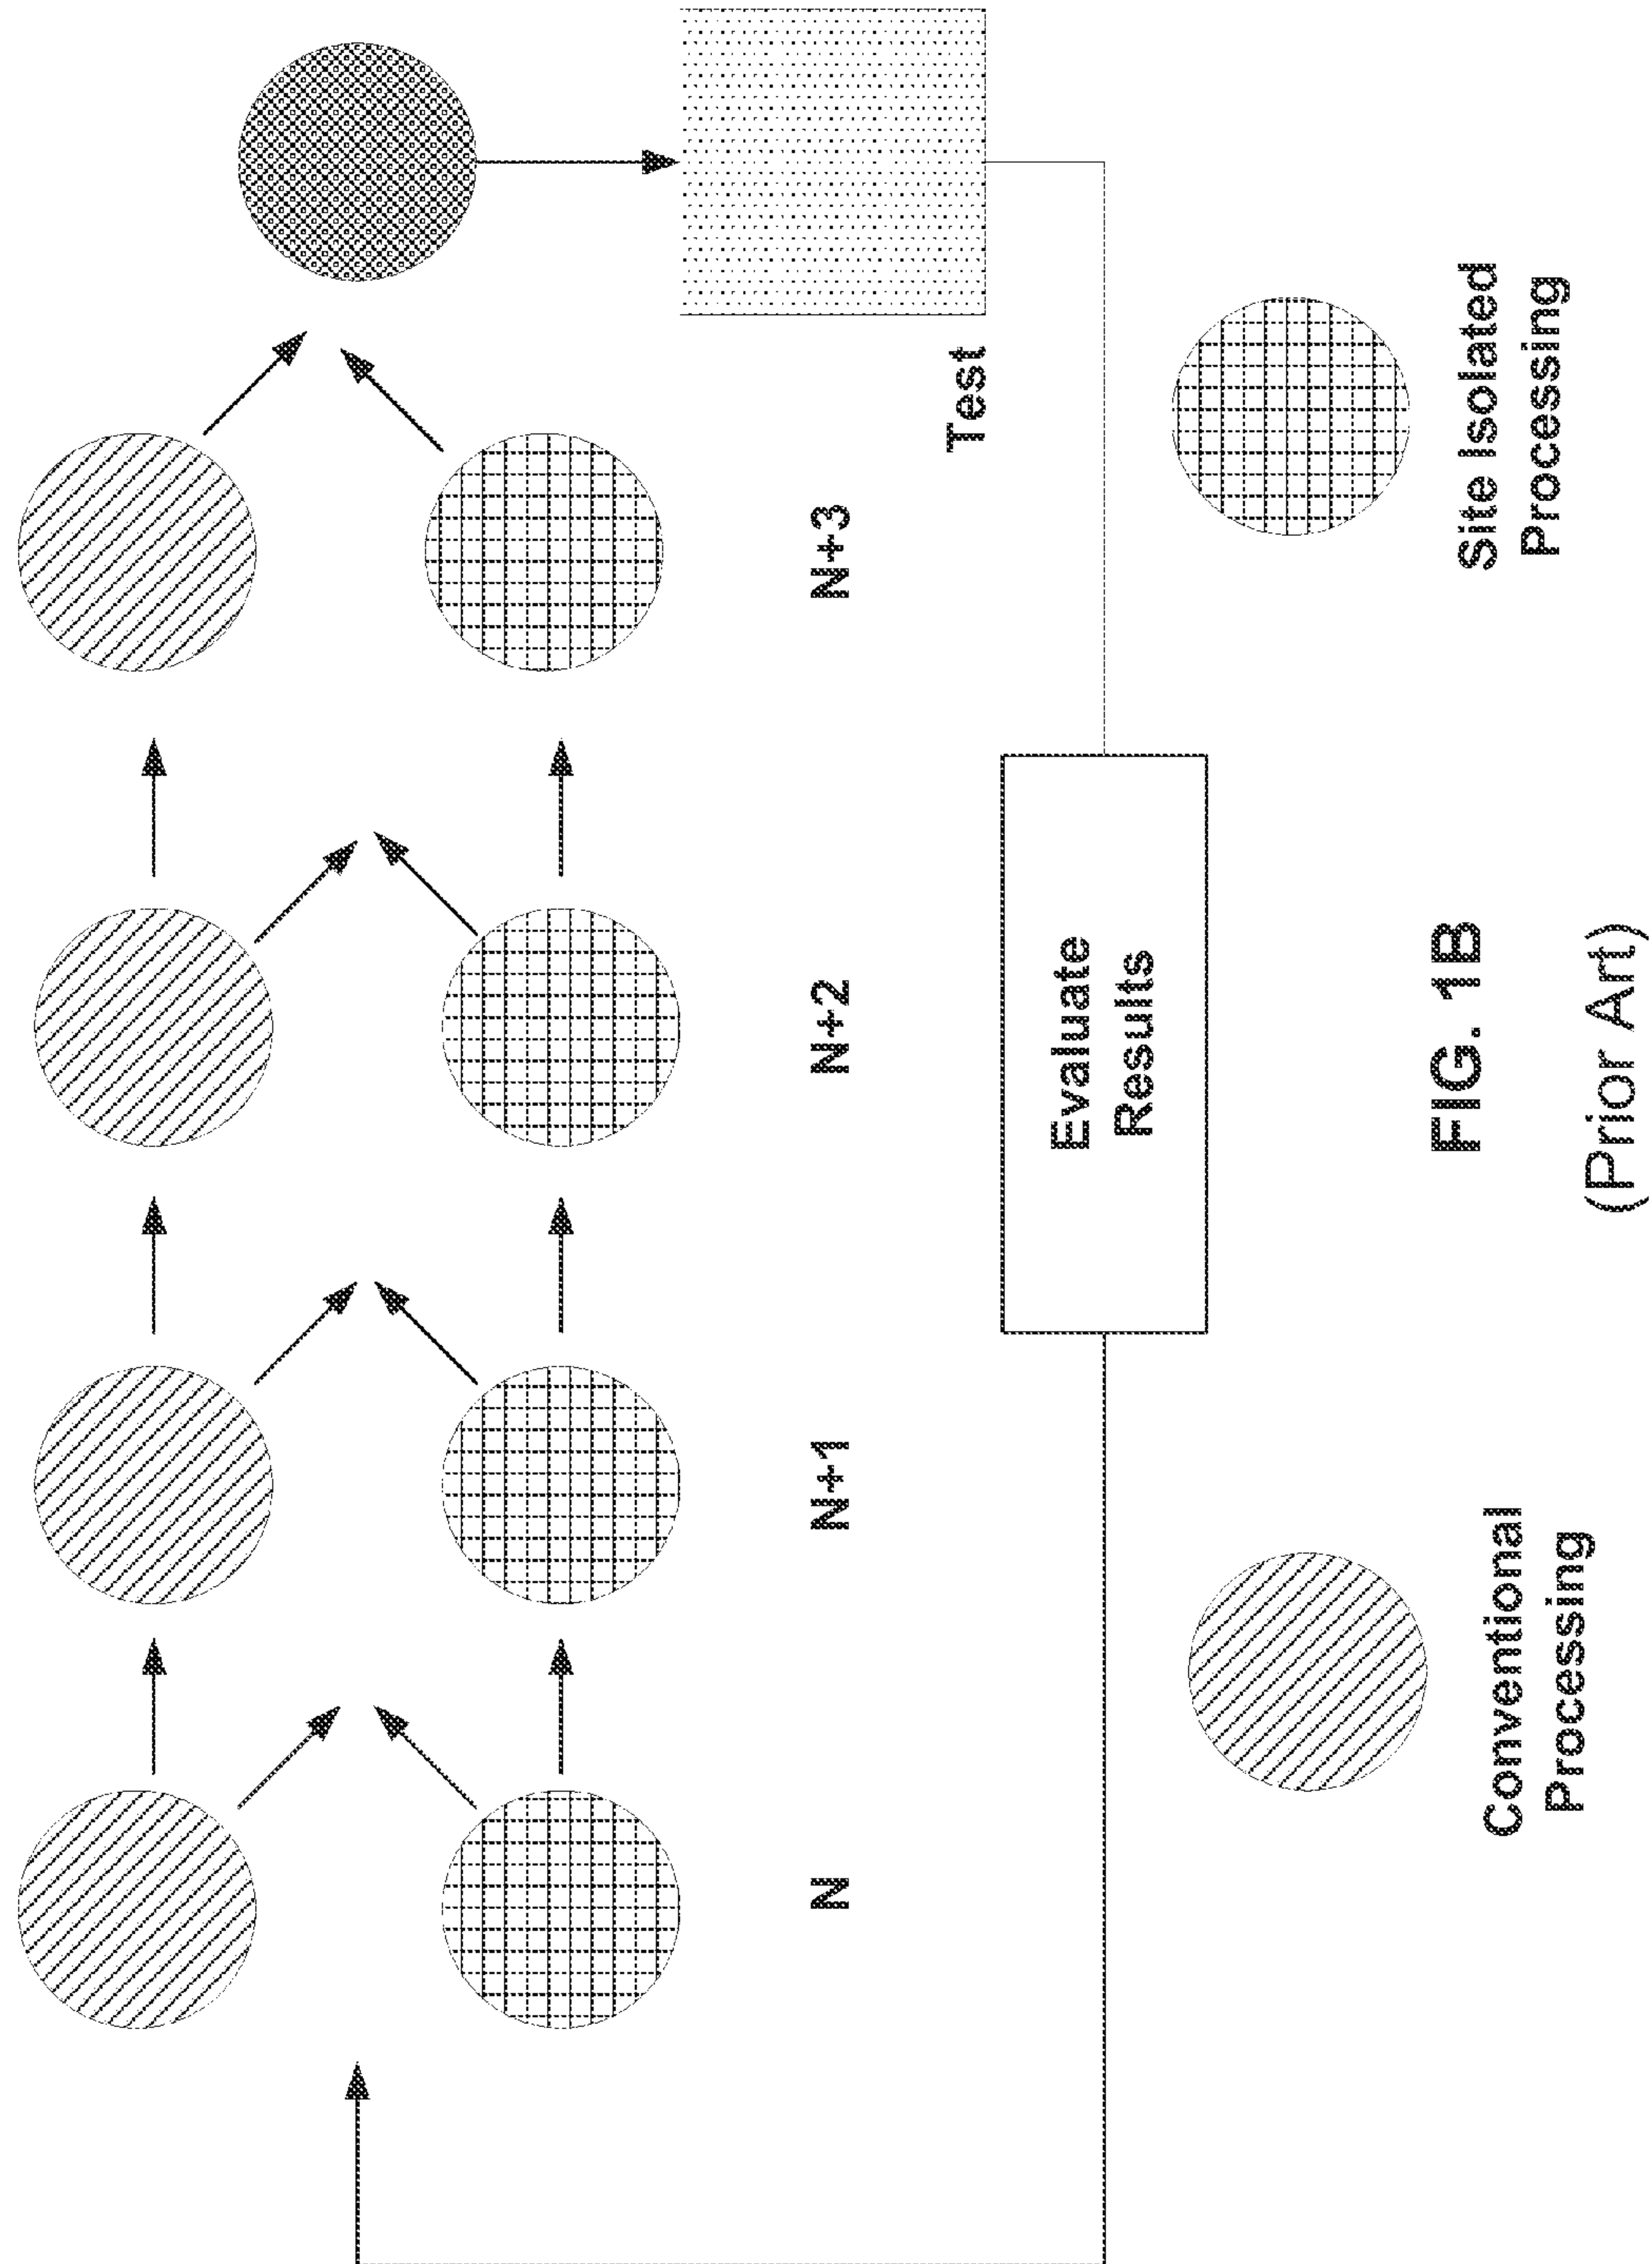 N
N+1
N+2
N+3
Test
Evaluate
Results
Conventional
Processing
Site Isolated
Processing
FIG. 1B
(Prior Art)